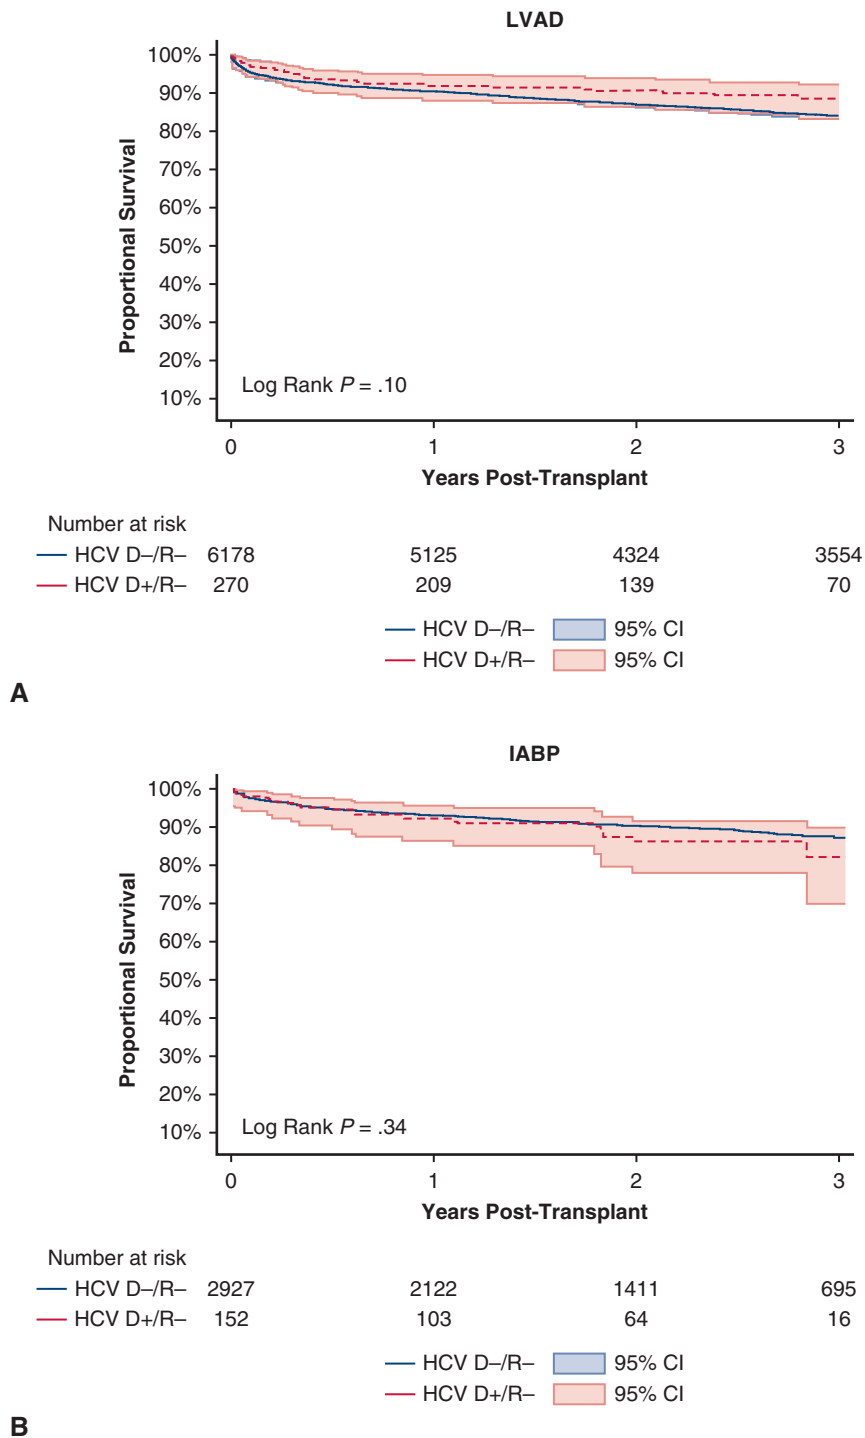 LVAD
100%
90%
80%
70%
60%
50%
40%
30%
20%
10%
Proportional Survival
Log Rank P = .10
0 1 2 3
Years Post-Transplant
Number at risk
HCV D–/R– 6178 5125 4324 3554
HCV D+/R– 270 209 139 70
HCV D–/R– 95% CI
HCV D+/R– 95% CI
A
IABP
100%
90%
80%
70%
60%
50%
40%
30%
20%
10%
Proportional Survival
Log Rank P = .34
0 1 2 3
Years Post-Transplant
Number at risk
HCV D–/R– 2927 2122 1411 695
HCV D+/R– 152 103 64 16
HCV D–/R– 95% CI
HCV D+/R– 95% CI
B